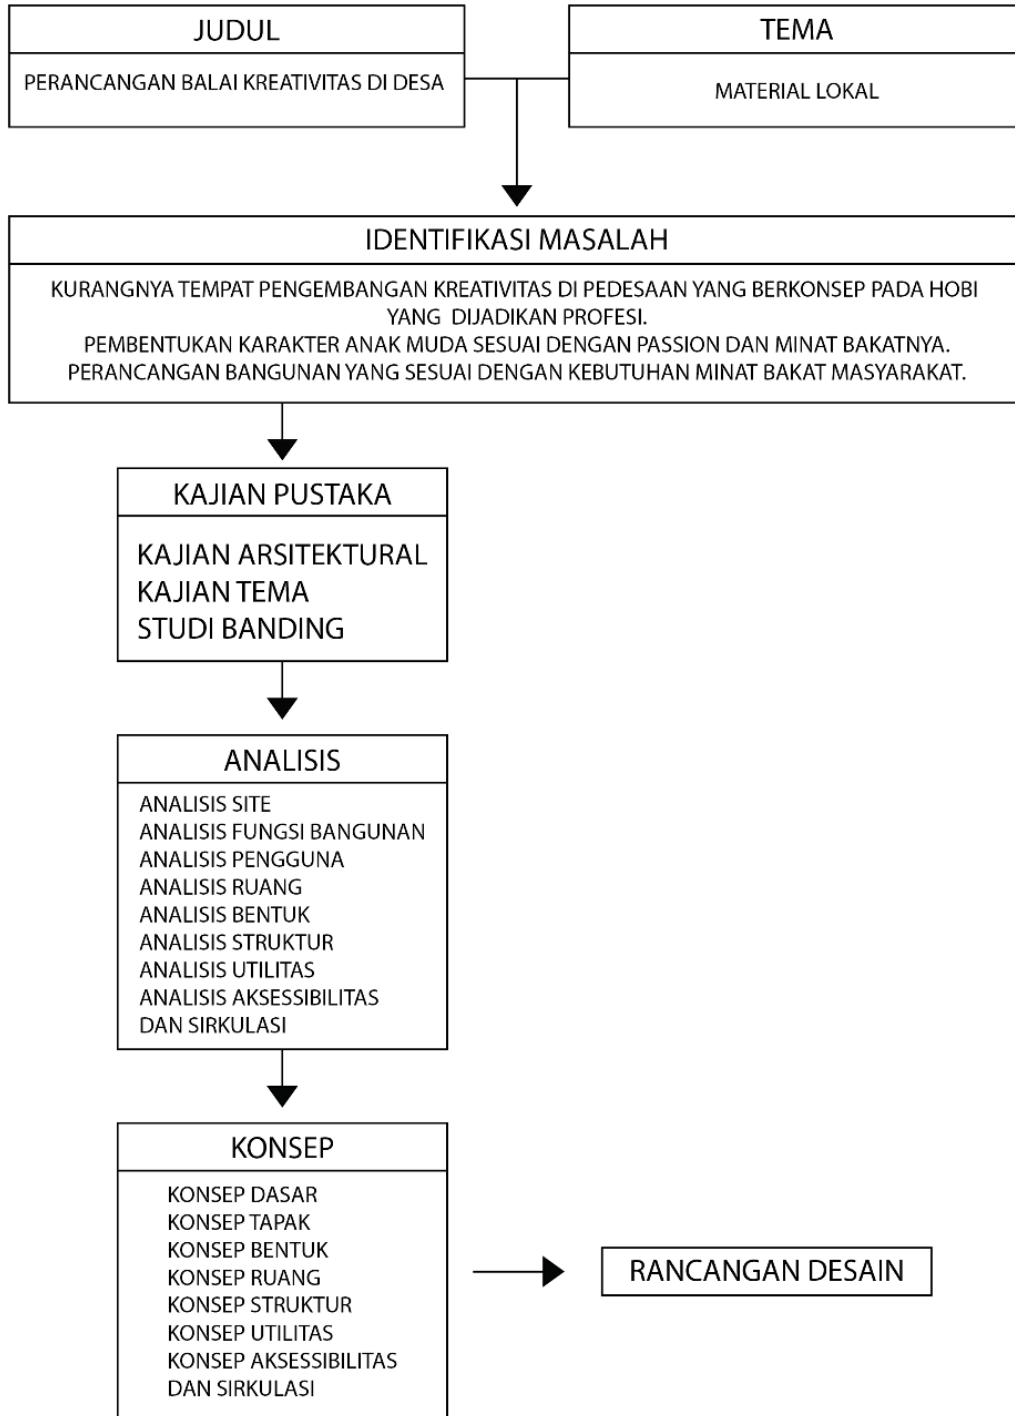 JUDUL
PERANCANGAN BALAI KREATIVITAS DI DESA
TEMA
MATERIAL LOKAL
IDENTIFIKASI MASALAH
KURANGNYA TEMPAT PENGEMBANGAN KREATIVITAS DI PEDESAAN YANG BERKONSEP PADA HOBI
YANG DIJADIKAN PROFESI.
PEMBENTUKAN KARAKTER ANAK MUDA SESUAI DENGAN PASSION DAN MINAT BAKATNYA.
PERANCANGAN BANGUNAN YANG SESUAI DENGAN KEBUTUHAN MINAT BAKAT MASYARAKAT.
KAJIAN PUSTAKA
KAJIAN ARSITEKTURAL
KAJIAN TEMA
STUDI BANDING
ANALISIS
ANALISIS SITE
ANALISIS FUNGSI BANGUNAN
ANALISIS PENGGUNA
ANALISIS RUANG
ANALISIS BENTUK
ANALISIS STRUKTUR
ANALISIS UTILITAS
ANALISIS AKSESSIBILITAS
DAN SIRKULASI
KONSEP
KONSEP DASAR
KONSEP TAPAK
KONSEP BENTUK
KONSEP RUANG
KONSEP STRUKTUR
KONSEP UTILITAS
KONSEP AKSESSIBILITAS
DAN SIRKULASI
RANCANGAN DESAIN